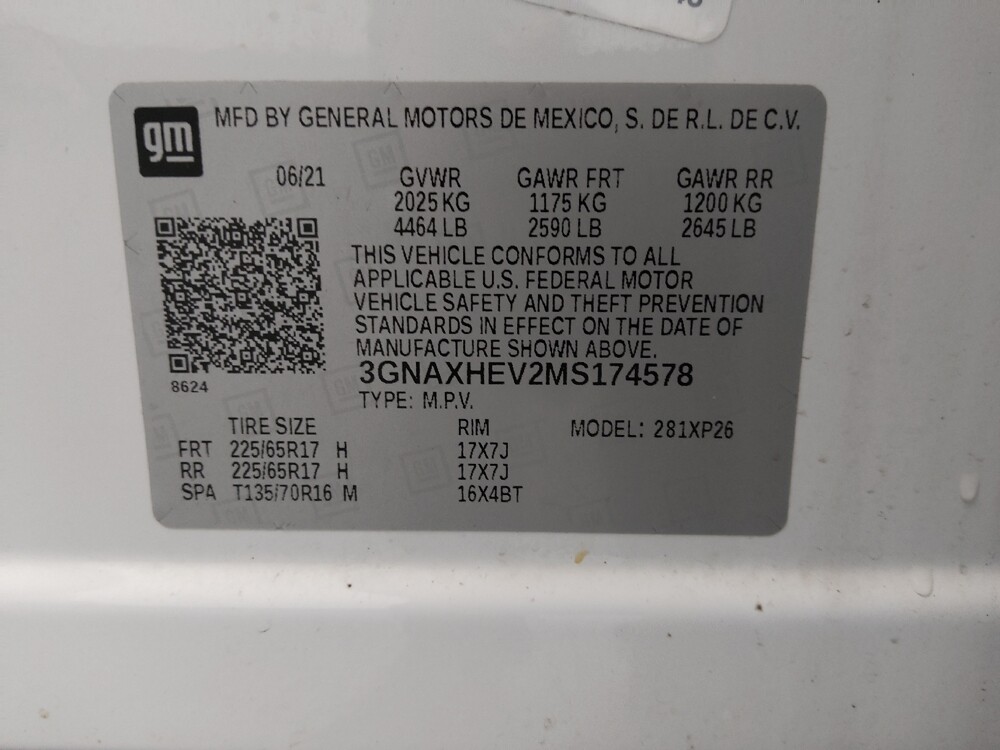 gm
MFD BY GENERAL MOTORS DE MEXICO, S. DE R.L. DE C.V.
06/21 GVWR GAWR FRT GAWR RR
2025 KG 1175 KG 1200 KG
4464 LB 2590 LB 2645 LB
THIS VEHICLE CONFORMS TO ALL
APPLICABLE U.S. FEDERAL MOTOR
VEHICLE SAFETY AND THEFT PREVENTION
STANDARDS IN EFFECT ON THE DATE OF
MANUFACTURE SHOWN ABOVE.
8624
3GNAXHEV2MS174578
TYPE: M.P.V.
TIRE SIZE RIM MODEL: 281XP26
FRT 225/65R17 H 17X7J
RR 225/65R17 H 17X7J
SPA T135/70R16 M 16X4BT